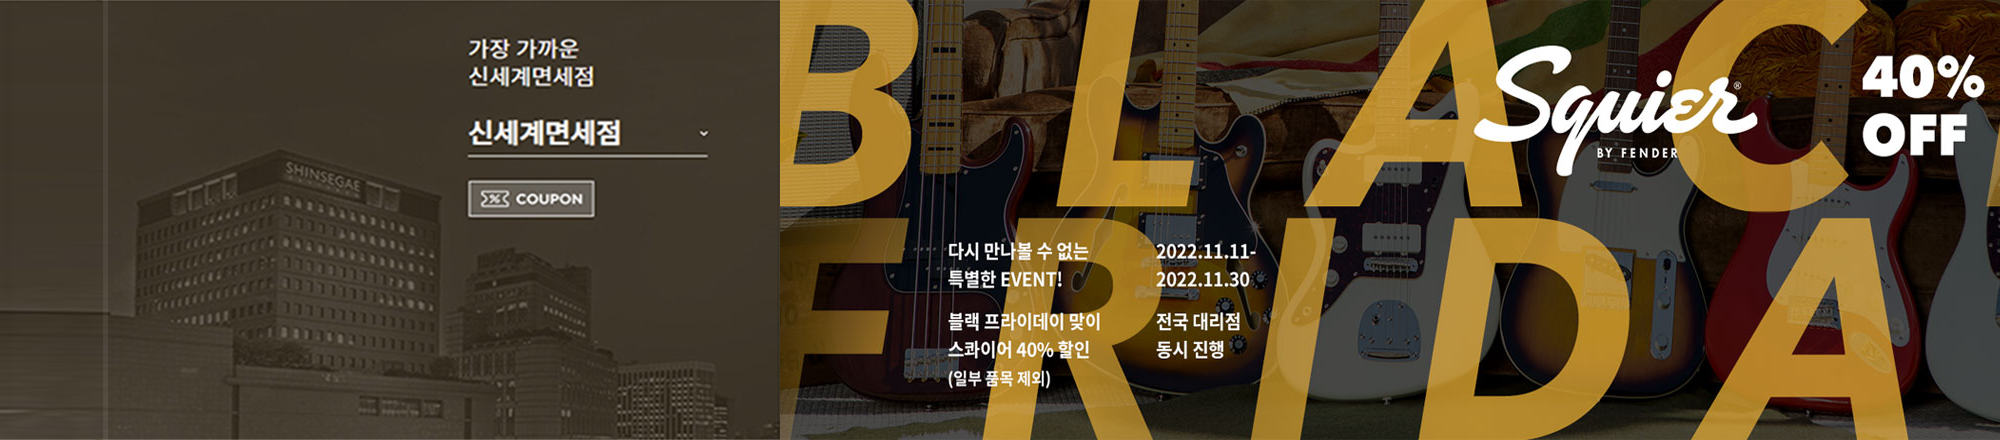 가장 가까운
신세계면세점
신세계면세점
COUPON
SHINSEGAE
BLAC
FRIDA
Squier®
BY FENDER
40%
OFF
다시 만나볼 수 없는
특별한 EVENT!
블랙 프라이데이 맞이
스콰이어 40% 할인
(일부 품목 제외)
2022.11.11-
2022.11.30
전국 대리점
동시 진행